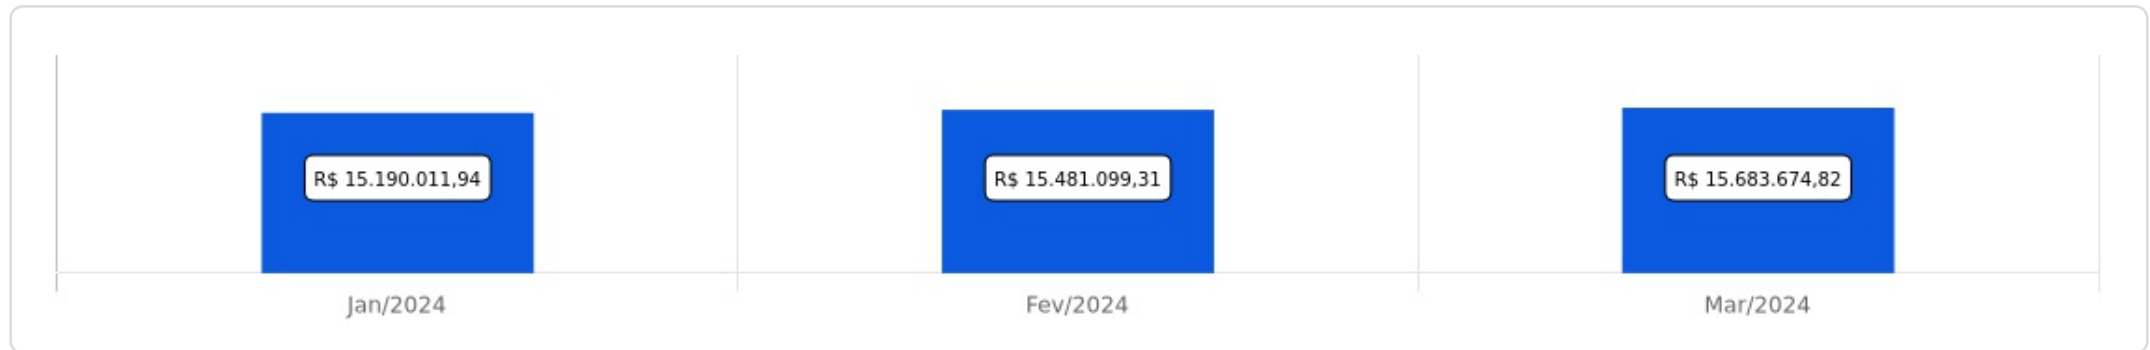 R$ 15.190.011,94
R$ 15.481.099,31
R$ 15.683.674,82
Jan/2024
Fev/2024
Mar/2024